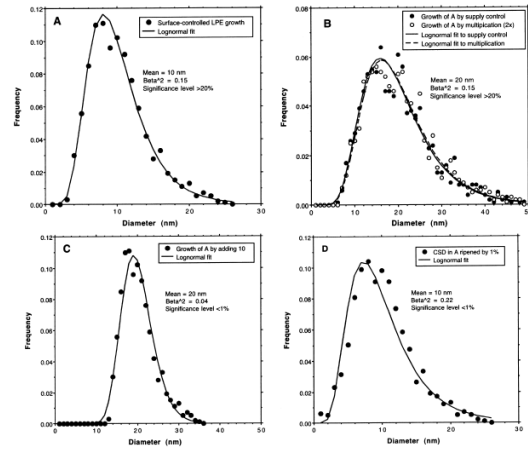 A
Surface-controlled LPE growth
Lognormal fit
Mean = 10 nm
Beta^2 = 0.15
Significance level >20%
Frequency
0.12
0.10
0.08
0.06
0.04
0.02
0.00
0 10 20 30
Diameter (nm)
B
Growth of A by supply control
Growth of A by multiplication (2x)
Lognormal fit to supply control
Lognormal fit to multiplication
Mean = 20 nm
Beta^2 = 0.15
Significance level >20%
Frequency
0.08
0.06
0.04
0.02
0.00
0 10 20 30 40 50
Diameter (nm)
C
Growth of A by adding 10
Lognormal fit
Mean = 20 nm
Beta^2 = 0.04
Significance level <1%
Frequency
0.12
0.10
0.08
0.06
0.04
0.02
0.00
0 10 20 30 40 50
Diameter (nm)
D
CSD in A ripened by 1%
Lognormal fit
Mean = 10 nm
Beta^2 = 0.22
Significance level <1%
Frequency
0.12
0.10
0.08
0.06
0.04
0.02
0.00
0 10 20 30
Diameter (nm)